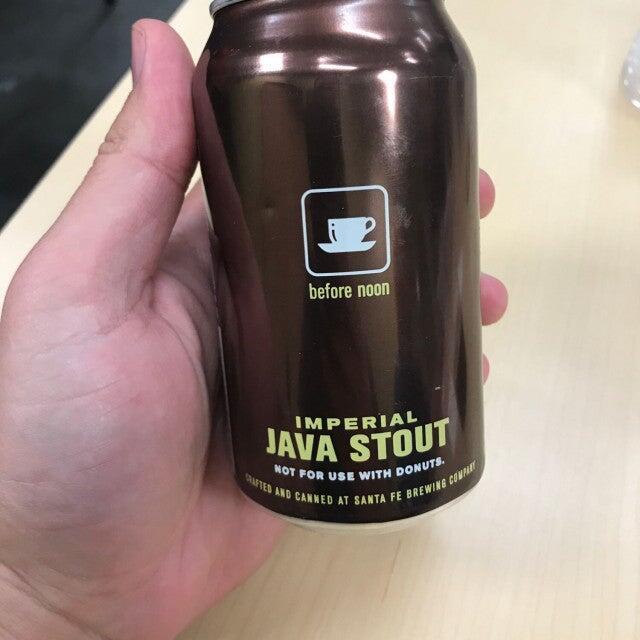 before noon
IMPERIAL
JAVA STOUT
NOT FOR USE WITH DONUTS.
CRAFTED AND CANNED AT SANTA FE BREWING COMPANY